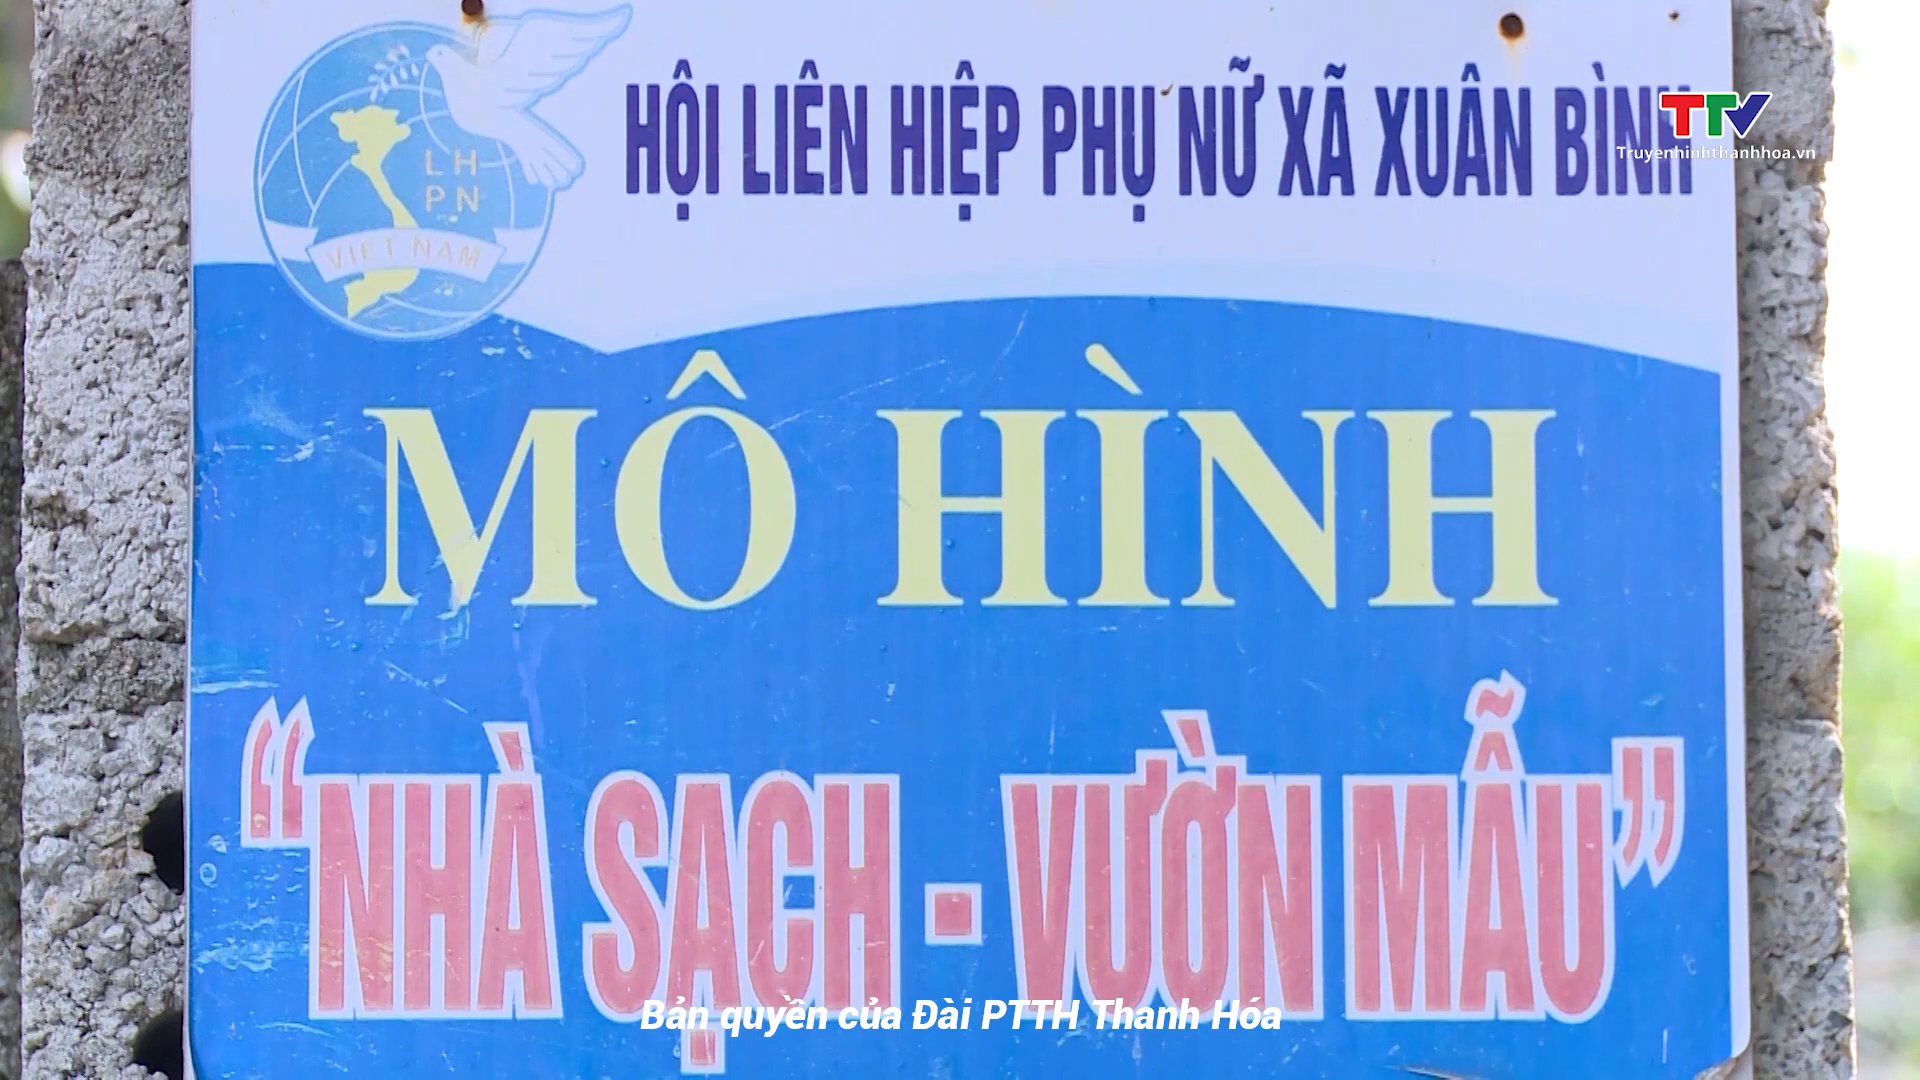 HỘI LIÊN HIỆP PHỤ NỮ XÃ XUÂN BÌNH
TTV
Truyenhinhthanhhoa.vn
LH
PN
VIỆT NAM
MÔ HÌNH
“NHÀ SẠCH - VƯỜN MẪU”
Bản quyền của Đài PTTH Thanh Hóa